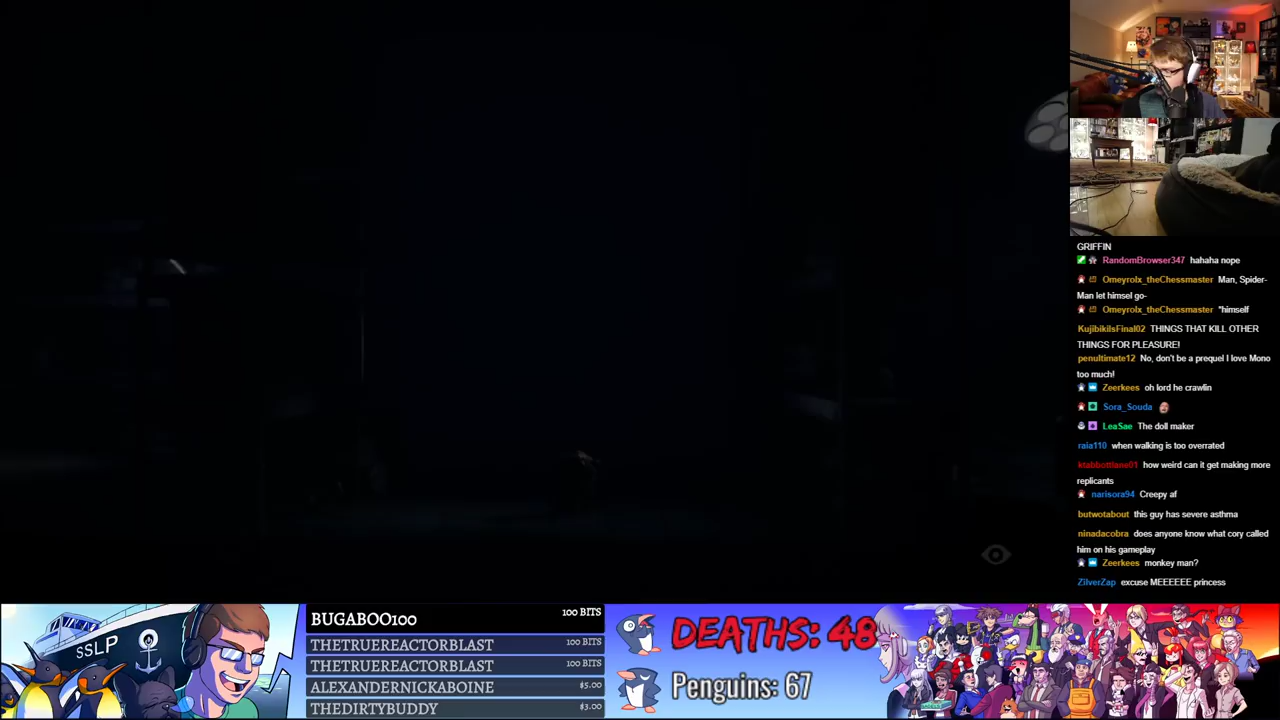 GRIFFIN
RandomBrowser347 hahaha nope
Omeyrolx_theChessmaster Man, Spider-
Man let himsel go-
Omeyrolx_theChessmaster *himself
KujibikiIsFinal02 THINGS THAT KILL OTHER
THINGS FOR PLEASURE!
penultimate12 No, don't be a prequel I love Mono
too much!
Zeerkees oh lord he crawlin
Sora_Souda
LeaSae The doll maker
raia110 when walking is too overrated
ktabbottlane01 how weird can it get making more
replicants
narisora94 Creepy af
butwotabout this guy has severe asthma
ninadacobra does anyone know what cory called
him on his gameplay
Zeerkees monkey man?
ZilverZap excuse MEEEEEE princess
SSLP
BUGABOO100 100 BITS
THETRUEREACTORBLAST 100 BITS
THETRUEREACTORBLAST 100 BITS
ALEXANDERNICKABOINE $5.00
THEDIRTYBUDDY $3.00
DEATHS: 48
Penguins: 67